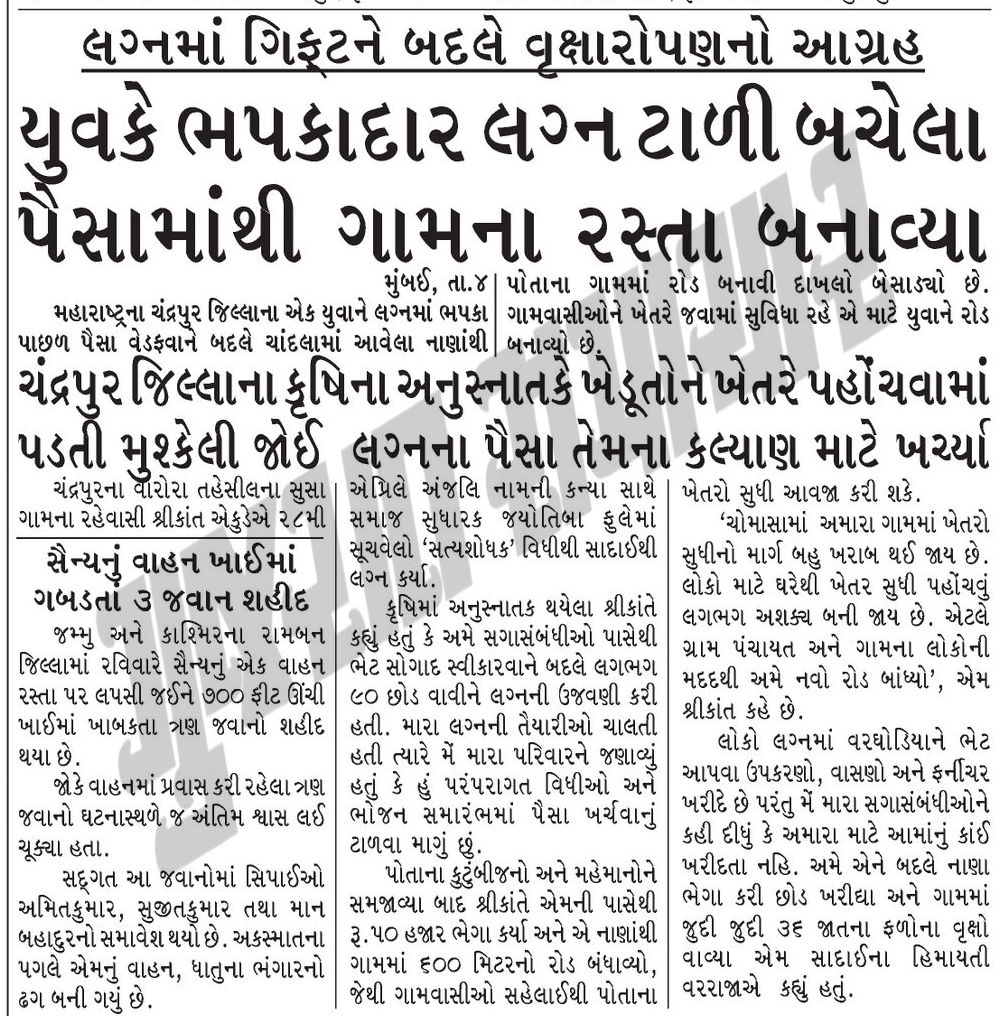 લગ્નમાં ગિફ્ટને બદલે વૃક્ષારોપણનો આગ્રહ
યુવકે ભપકાદાર લગ્ન ટાળી બચેલા
પૈસામાંથી ગામના રસ્તા બનાવ્યા
મુંબઈ, તા.૪
મહારાષ્ટ્રના ચંદ્રપુર જિલ્લાના એક યુવાને લગ્નમાં ભપકા
પાછળ પૈસા વેડફવાને બદલે ચાંદલામાં આવેલા નાણાંથી
પોતાના ગામમાં રોડ બનાવી દાખલો બેસાડ્યો છે.
ગામવાસીઓને ખેતરે જવામાં સુવિધા રહે એ માટે યુવાને રોડ
બનાવ્યો છે.
ચંદ્રપુર જિલ્લાના કૃષિના અનુસ્નાતકે ખેડૂતોને ખેતરે પહોંચવામાં
પડતી મુશ્કેલી જોઈ લગ્નના પૈસા તેમના કલ્યાણ માટે ખર્ચ્યા
ચંદ્રપુરના વારોરા તહેસીલના સુસા
ગામના રહેવાસી શ્રીકાંત એકુડેએ ૨૮મી
એપ્રિલે અંજલિ નામની કન્યા સાથે
સમાજ સુધારક જયોતિબા ફુલેમાં
સૂચવેલો ‘સત્યશોધક’ વિધીથી સાદાઈથી
લગ્ન કર્યા.
કૃષિમાં અનુસ્નાતક થયેલા શ્રીકાંતે
કહ્યું હતું કે અમે સગાસંબંધીઓ પાસેથી
ભેટ સોગાદ સ્વીકારવાને બદલે લગભગ
૯૦ છોડ વાવીને લગ્નની ઉજવણી કરી
હતી. મારા લગ્નની તૈયારીઓ ચાલતી
હતી ત્યારે મેં મારા પરિવારને જણાવ્યું
હતું કે હું પરંપરાગત વિધીઓ અને
ભોજન સમારંભમાં પૈસા ખર્ચવાનું
ટાળવા માગું છું.
પોતાના કુટુંબીજનો અને મહેમાનોને
સમજાવ્યા બાદ શ્રીકાંતે એમની પાસેથી
રૂ.૫૦ હજાર ભેગા કર્યા અને એ નાણાંથી
ગામમાં ૬૦૦ મિટરનો રોડ બંધાવ્યો,
જેથી ગામવાસીઓ સહેલાઈથી પોતાના
ખેતરો સુધી આવજા કરી શકે.
‘ચોમાસામાં અમારા ગામમાં ખેતરો
સુધીનો માર્ગ બહુ ખરાબ થઈ જાય છે.
લોકો માટે ઘરેથી ખેતર સુધી પહોંચવું
લગભગ અશક્ય બની જાય છે. એટલે
ગ્રામ પંચાયત અને ગામના લોકોની
મદદથી અમે નવો રોડ બાંધ્યો’, એમ
શ્રીકાંત કહે છે.
લોકો લગ્નમાં વરઘોડિયાને ભેટ
આપવા ઉપકરણો, વાસણો અને ફર્નીચર
ખરીદે છે પરંતુ મેં મારા સગાસંબંધીઓને
કહી દીધું કે અમારા માટે આમાંનું કાંઈ
ખરીદતા નહિ. અમે એને બદલે નાણા
ભેગા કરી છોડ ખરીદ્યા અને ગામમાં
જુદી જુદી ૩૬ જાતના ફળોના વૃક્ષો
વાવ્યા એમ સાદાઈના હિમાયતી
વરરાજાએ કહ્યું હતું.
સૈન્યનું વાહન ખાઈમાં
ગબડતાં ૩ જવાન શહીદ
જમ્મુ અને કાશ્મિરના રામબન
જિલ્લામાં રવિવારે સૈન્યનું એક વાહન
રસ્તા પર લપસી જઈને ૭૦૦ ફીટ ઊંચી
ખાઈમાં ખાબકતા ત્રણ જવાનો શહીદ
થયા છે.
જોકે વાહનમાં પ્રવાસ કરી રહેલા ત્રણ
જવાનો ઘટનાસ્થળે જ અંતિમ શ્વાસ લઈ
ચૂક્યા હતા.
સદ્‌ગત આ જવાનોમાં સિપાઈઓ
અમિતકુમાર, સુજીતકુમાર તથા માન
બહાદુરનો સમાવેશ થયો છે. અકસ્માતના
પગલે એમનું વાહન, ધાતુના ભંગારનો
ઢગ બની ગયું છે.
મુંબઈ સમાચાર